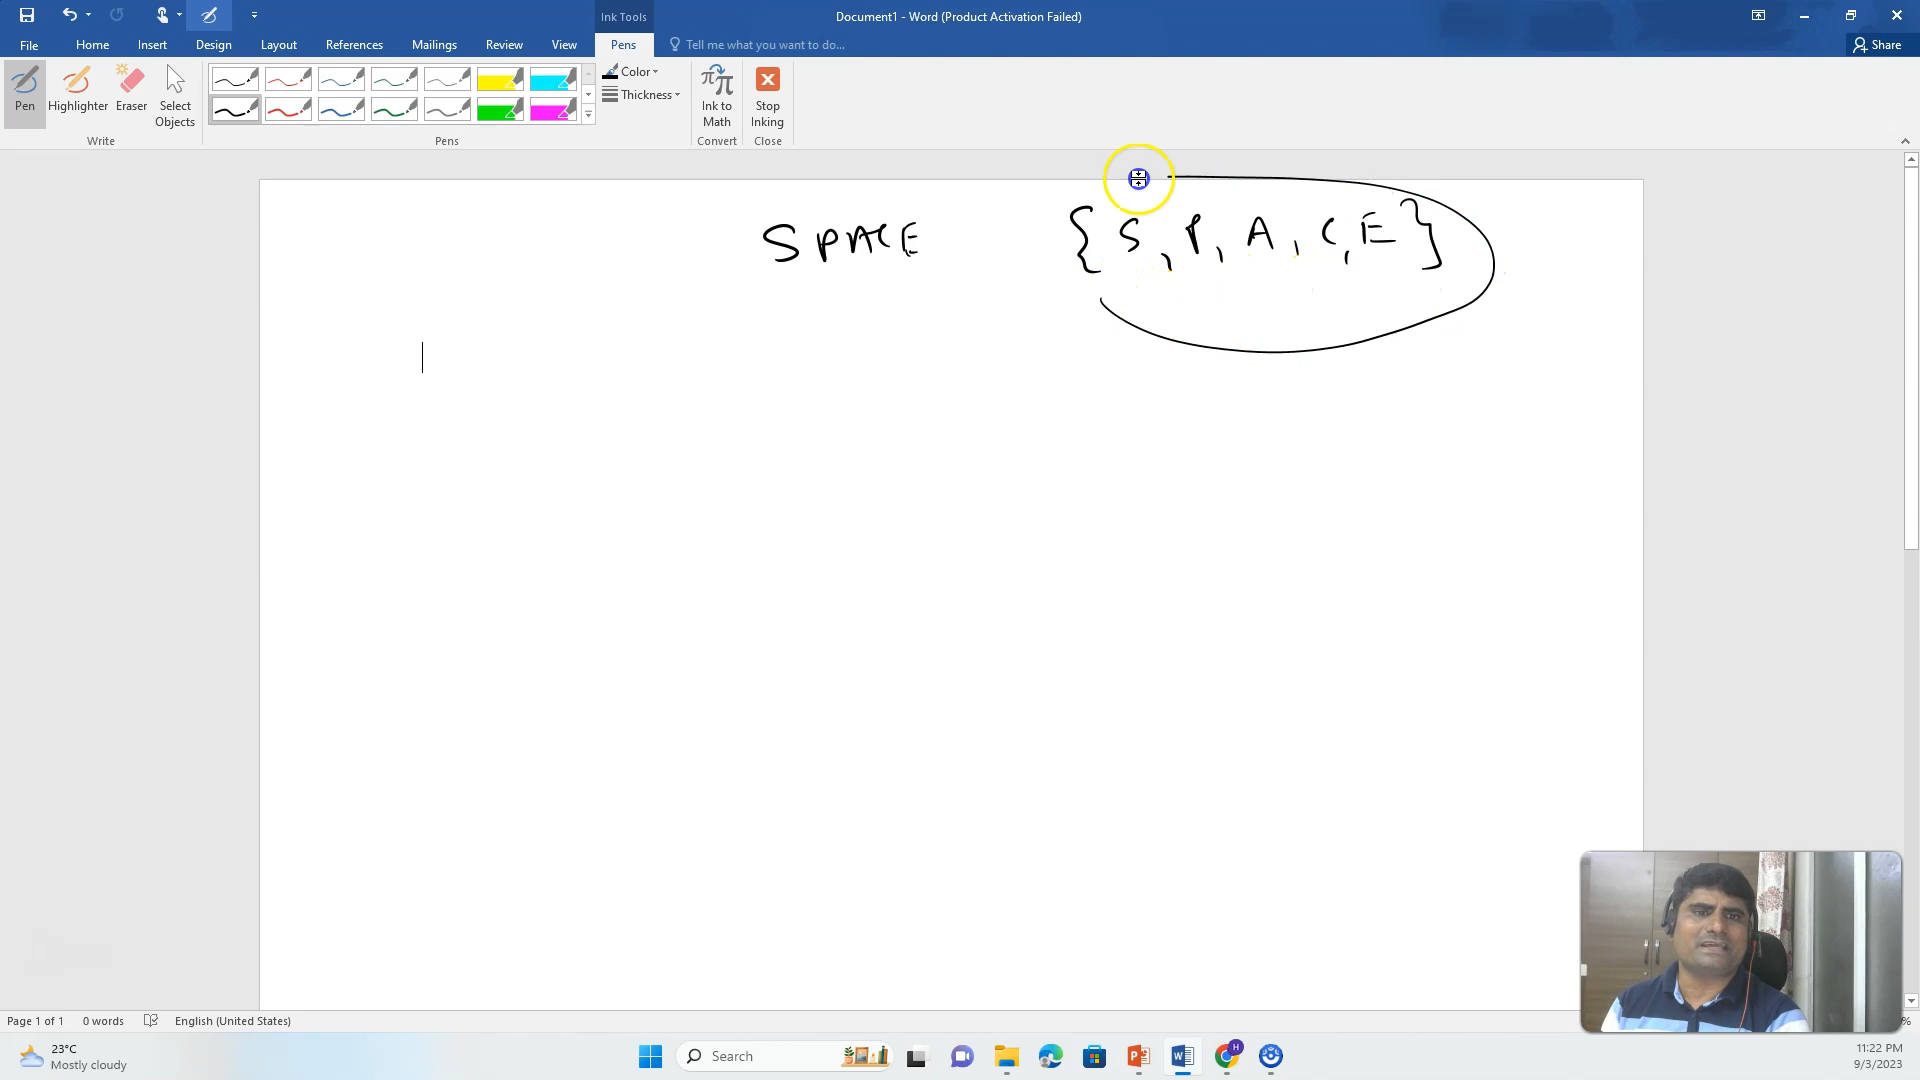 Ink Tools
Document1 - Word (Product Activation Failed)
File Home Insert Design Layout References Mailings Review View Pens Tell me what you want to do... Share
Pen Highlighter Eraser Select Objects
Color
Thickness
Ink to Math
Stop Inking
Write Pens Convert Close
SPACE { S, P, A, C, E }
Page 1 of 1 0 words English (United States) %
23°C
Mostly cloudy
Search
H
11:22 PM
9/3/2023